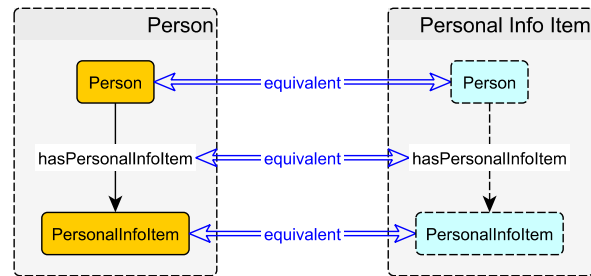 Person
Personal Info Item
Person
equivalent
Person
hasPersonalInfoItem
equivalent
hasPersonalInfoItem
PersonalInfoItem
equivalent
PersonalInfoItem